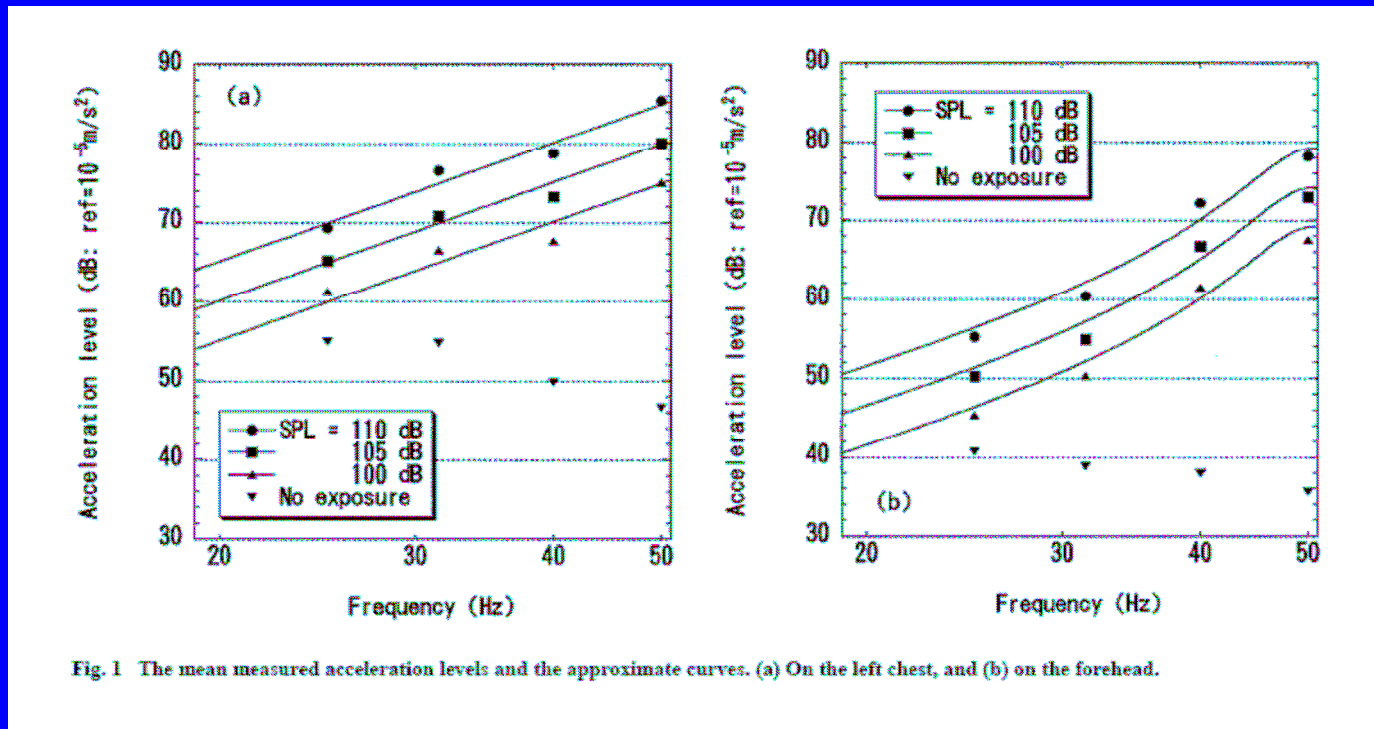 Acceleration level (dB: ref=10⁻⁵m/s²)
90
80
70
60
50
40
30
(a)
SPL = 110 dB
105 dB
100 dB
No exposure
20 30 40 50
Frequency (Hz)
Acceleration level (dB: ref=10⁻⁵m/s²)
90
80
70
60
50
40
30
SPL = 110 dB
105 dB
100 dB
No exposure
(b)
20 30 40 50
Frequency (Hz)
Fig. 1 The mean measured acceleration levels and the approximate curves. (a) On the left chest, and (b) on the forehead.